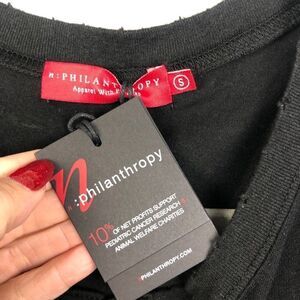 n:PHILANTHROPY
Apparel With
S
n
:philanthropy
10%
OF NET PROFITS SUPPORT
PEDIATRIC CANCER RESEARCH +
ANIMAL WELFARE CHARITIES
PHILANTHROPY.COM